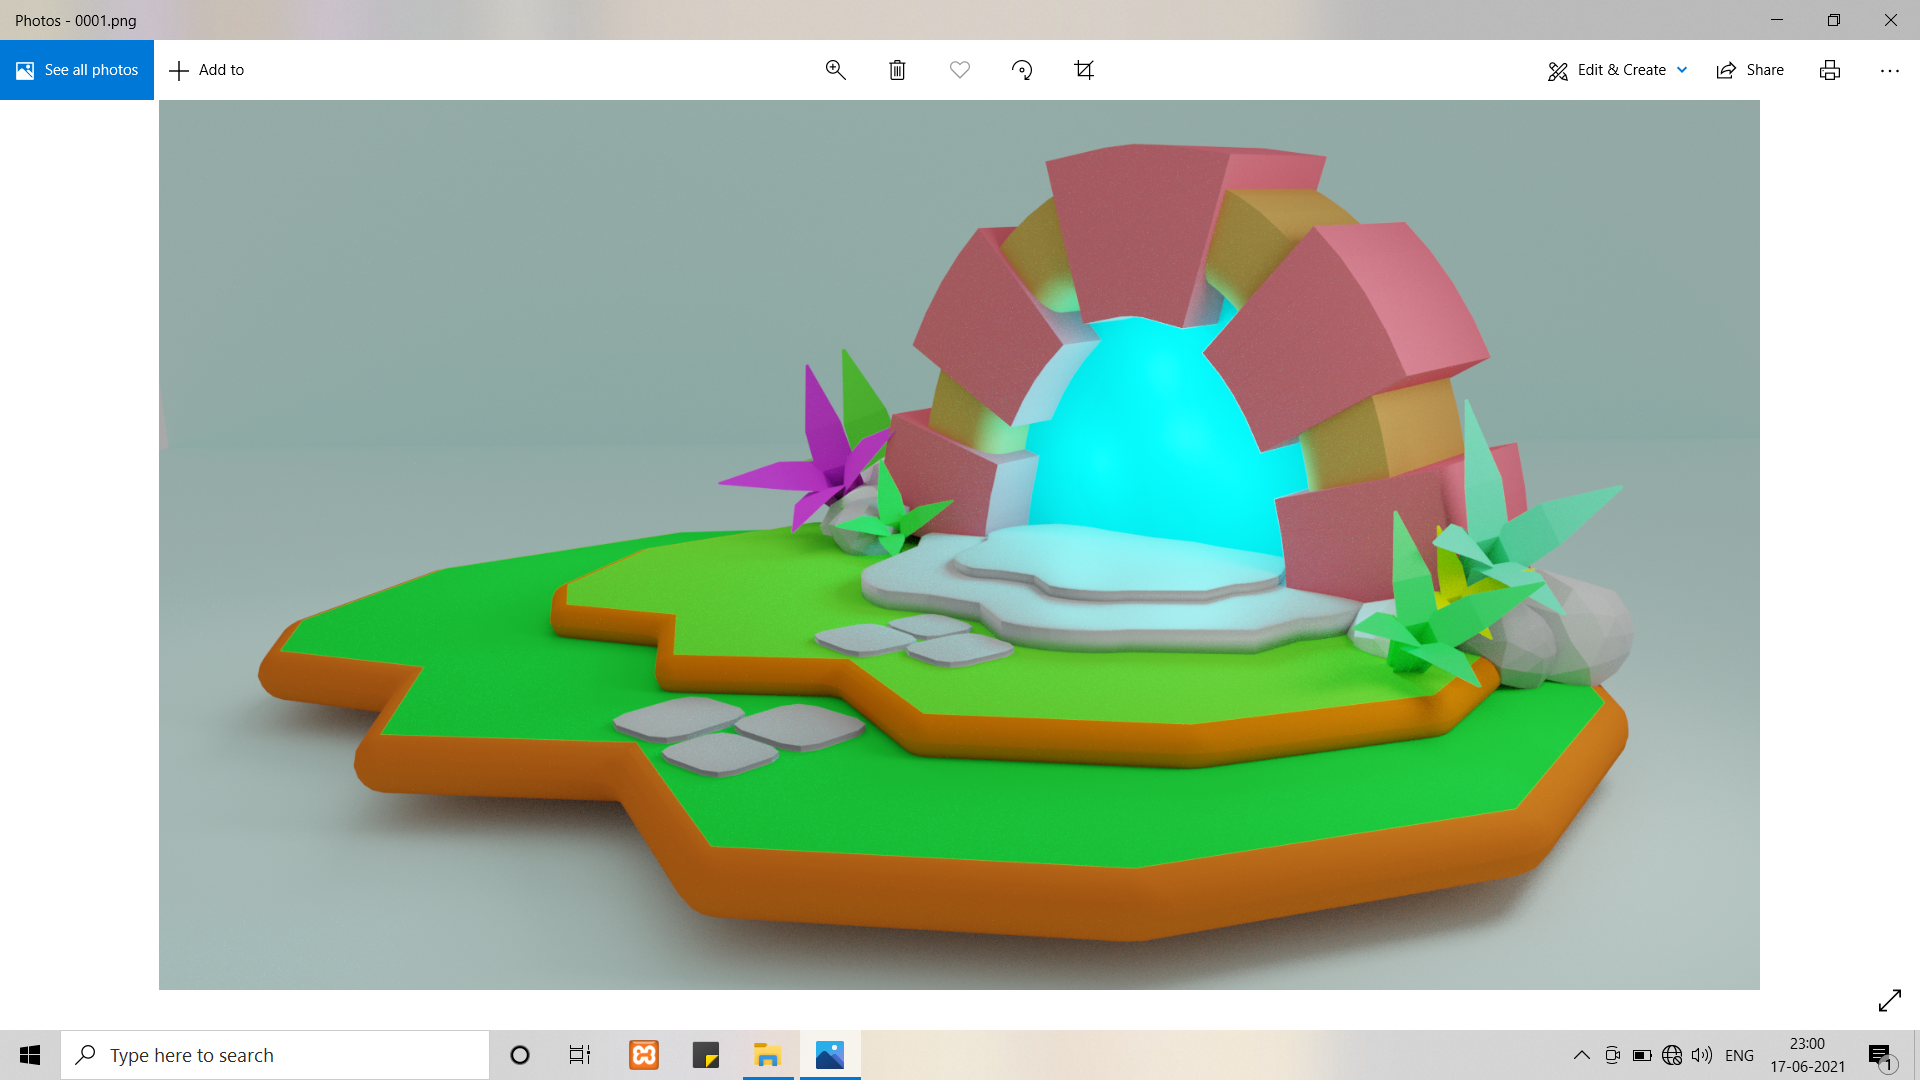 Photos - 0001.png
See all photos
Add to
Edit & Create
Share
Type here to search
ENG
23:00
17-06-2021
1